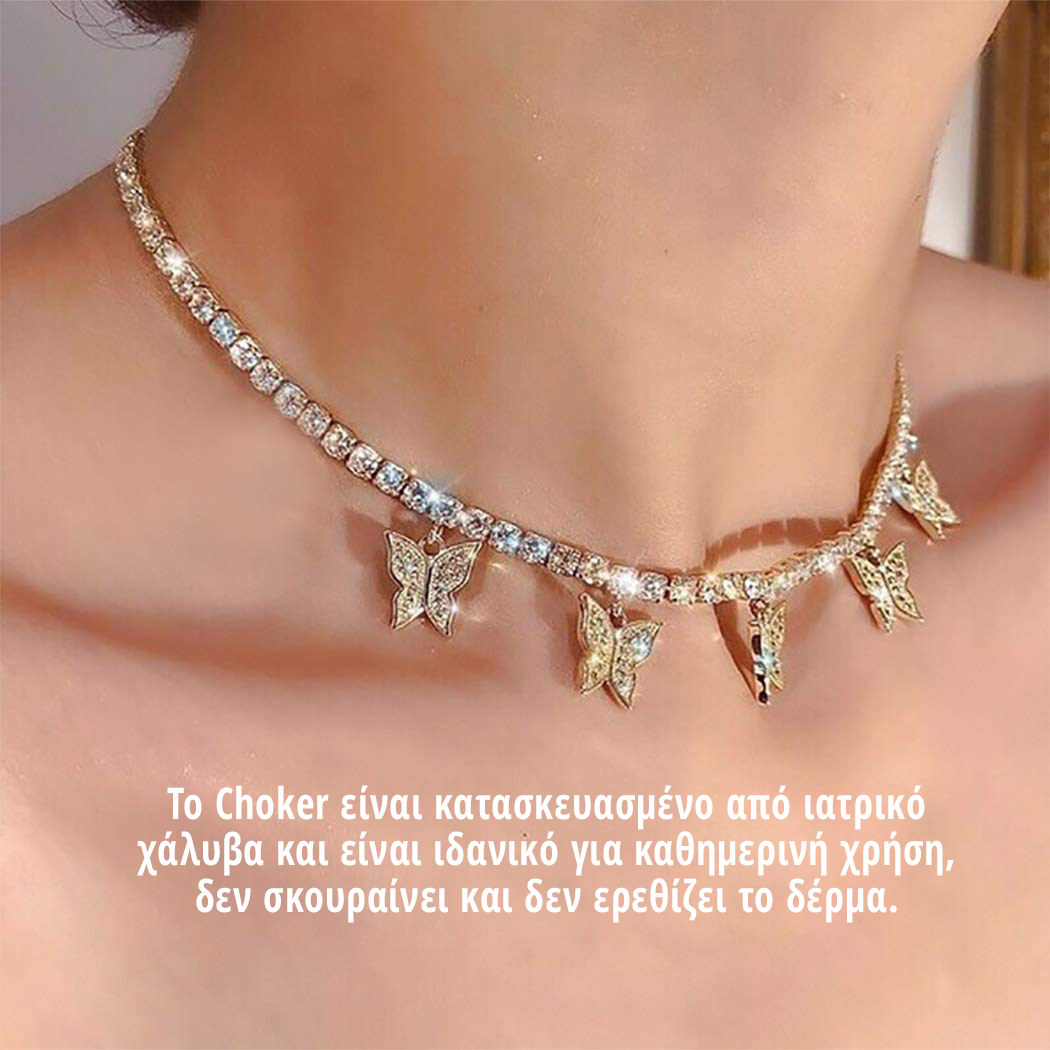 Το Choker είναι κατασκευασμένο από ιατρικό
χάλυβα και είναι ιδανικό για καθημερινή χρήση,
δεν σκουραίνει και δεν ερεθίζει το δέρμα.